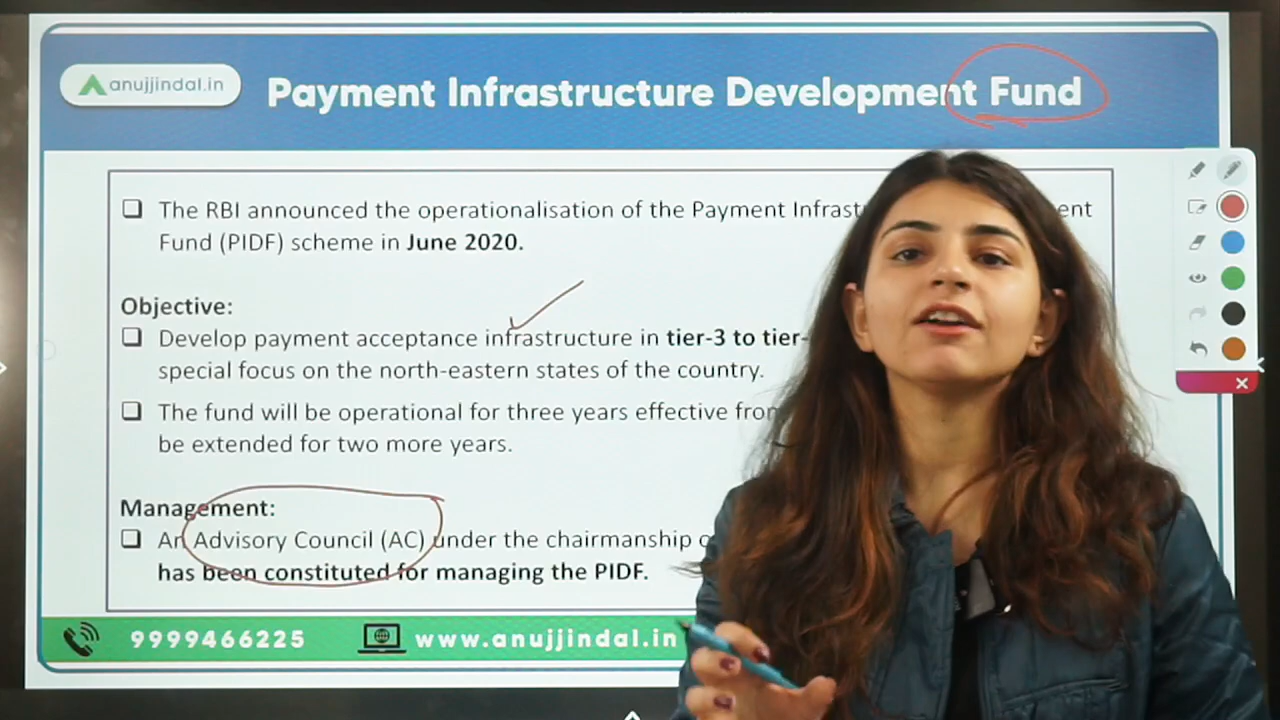 anujjindal.in
Payment Infrastructure Development Fund
The RBI announced the operationalisation of the Payment
Fund (PIDF) scheme in June 2020.
Objective:
Develop payment acceptance infrastructure in tier-3 to
special focus on the north-eastern states of the country.
The fund will be operational for three years effective
be extended for two more years.
Management:
An Advisory Council (AC) under the chairmanship
has been constituted for managing the PIDF.
9999466225
www.anujjindal.in